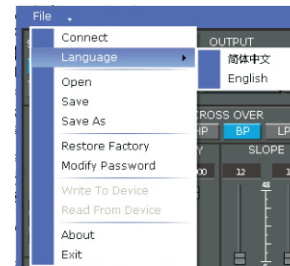 File
Connect
OUTPUT
Language
简体中文
English
Open
Save
Save As
CROSS OVER
HP BP LP
Restore Factory
SLOPE
Modify Password
12
48
Write To Device
Read From Device
About
Exit